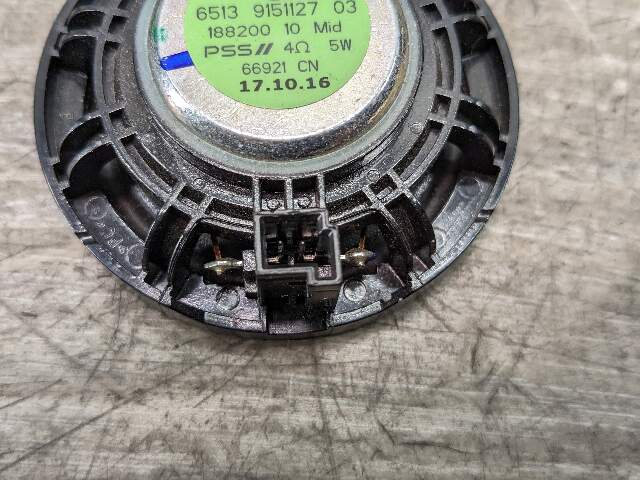 6513 9151127 03
188200 10 Mid
PSS// 4Ω 5W
66921 CN
17.10.16